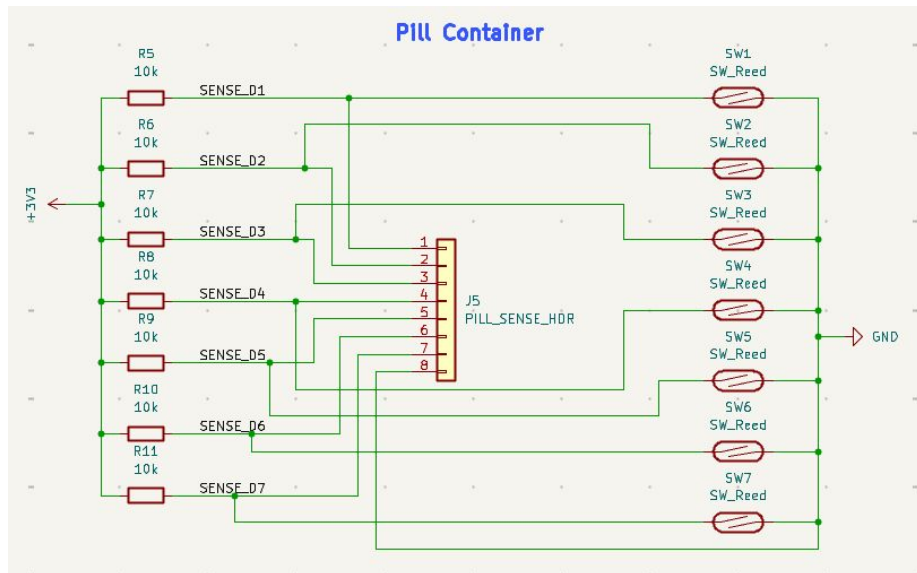 Pill Container
R5
10k
SENSE_D1
SW1
SW_Reed
R6
10k
SENSE_D2
SW2
SW_Reed
+3V3
R7
10k
SENSE_D3
SW3
SW_Reed
R8
10k
SENSE_D4
SW4
SW_Reed
R9
10k
SENSE_D5
SW5
SW_Reed
R10
10k
SENSE_D6
SW6
SW_Reed
R11
10k
SENSE_D7
SW7
SW_Reed
1
2
3
4
5
6
7
8
J5
PILL_SENSE_HDR
GND